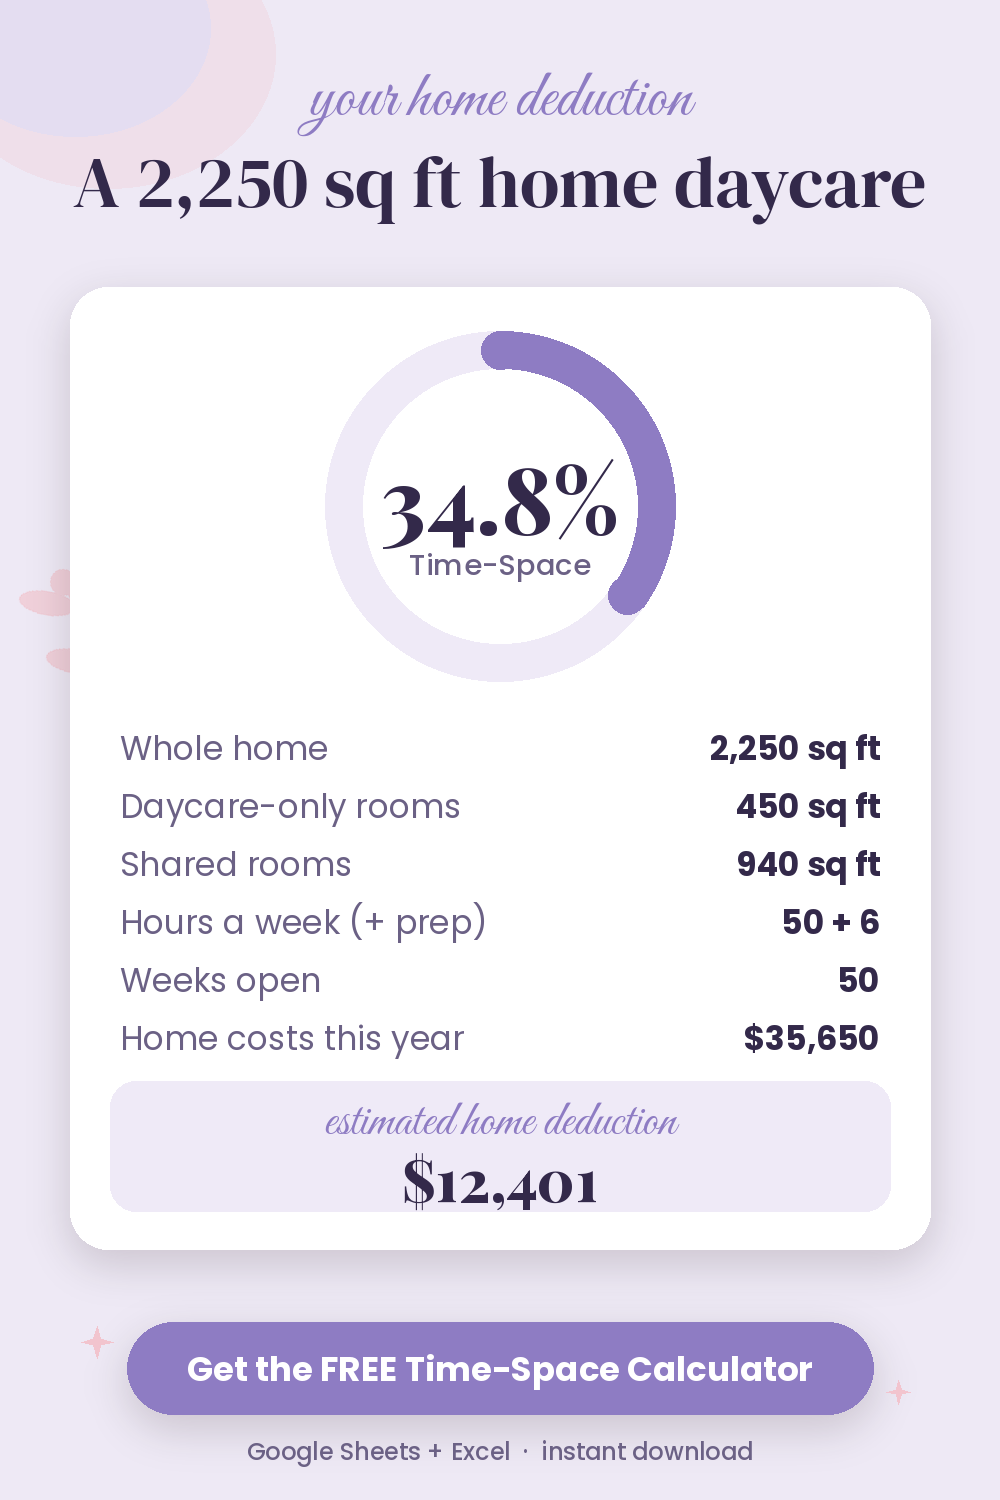 your home deduction
A 2,250 sq ft home daycare
34.8%
Time-Space
Whole home 2,250 sq ft
Daycare-only rooms 450 sq ft
Shared rooms 940 sq ft
Hours a week (+ prep) 50 + 6
Weeks open 50
Home costs this year $35,650
estimated home deduction
$12,401
Get the FREE Time-Space Calculator
Google Sheets + Excel · instant download